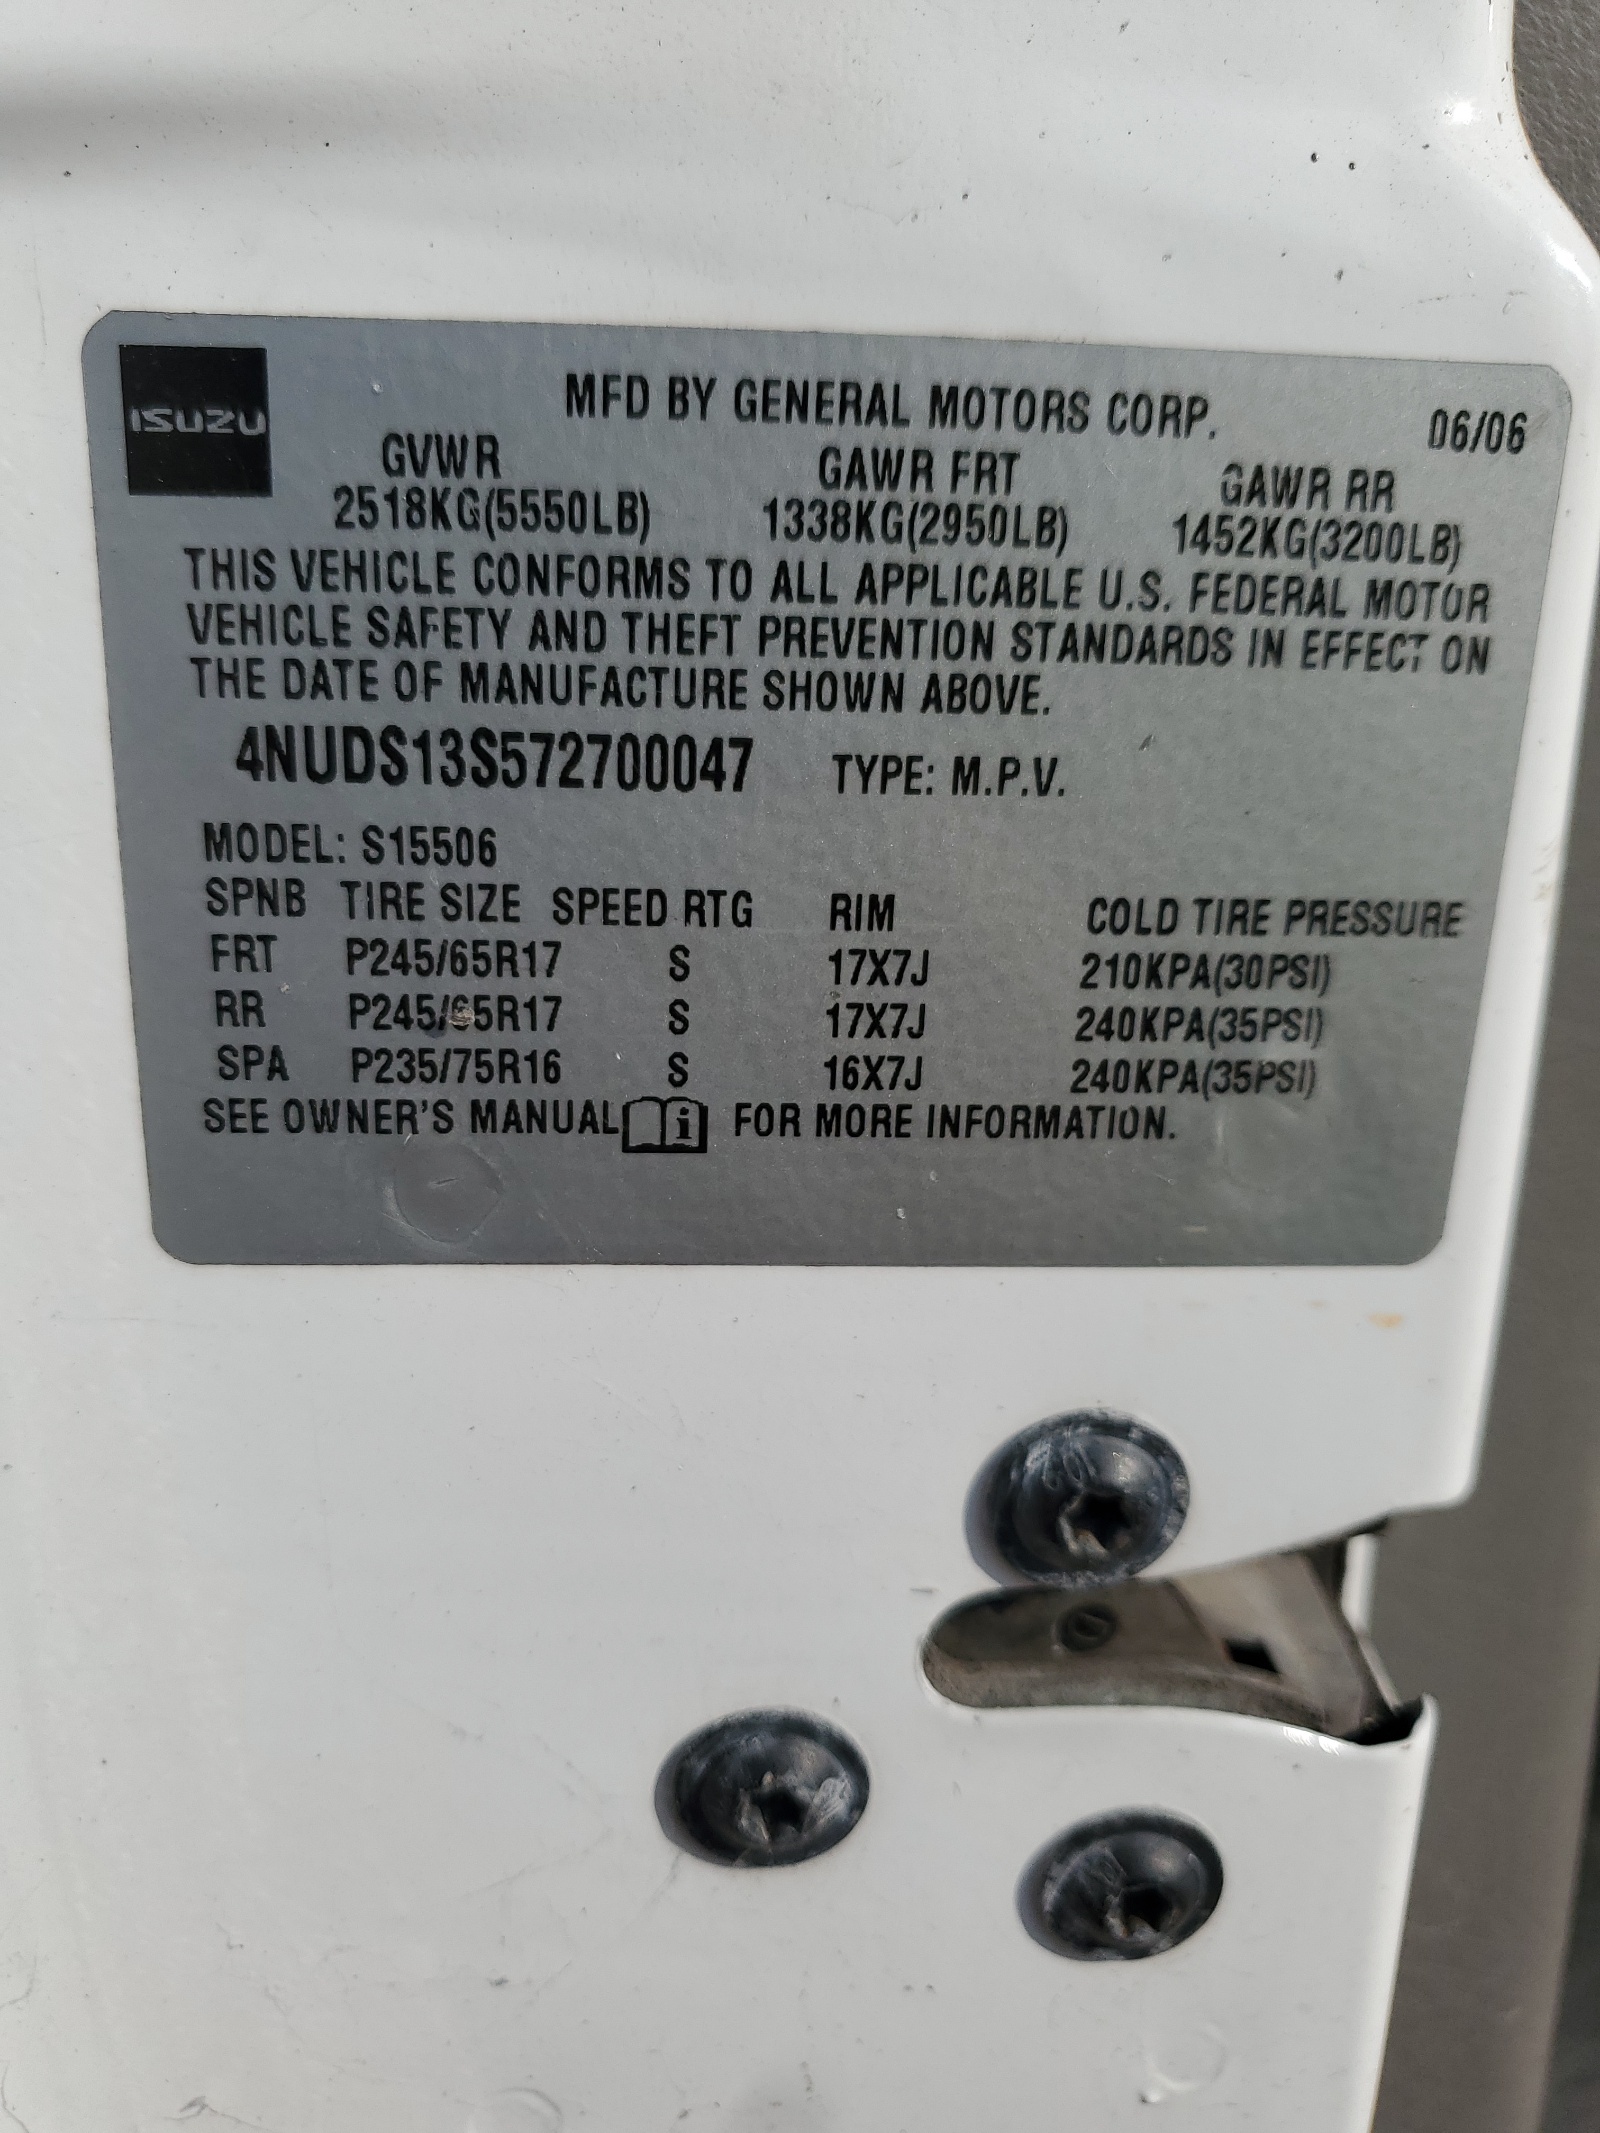 ISUZU
MFD BY GENERAL MOTORS CORP. 06/06
GVWR GAWR FRT GAWR RR
2518KG(5550LB) 1338KG(2950LB) 1452KG(3200LB)
THIS VEHICLE CONFORMS TO ALL APPLICABLE U.S. FEDERAL MOTOR
VEHICLE SAFETY AND THEFT PREVENTION STANDARDS IN EFFECT ON
THE DATE OF MANUFACTURE SHOWN ABOVE.
4NUDS13S572700047 TYPE: M.P.V.
MODEL: S15506
SPNB TIRE SIZE SPEED RTG RIM COLD TIRE PRESSURE
FRT P245/65R17 S 17X7J 210KPA(30PSI)
RR P245/65R17 S 17X7J 240KPA(35PSI)
SPA P235/75R16 S 16X7J 240KPA(35PSI)
SEE OWNER'S MANUAL i FOR MORE INFORMATION.